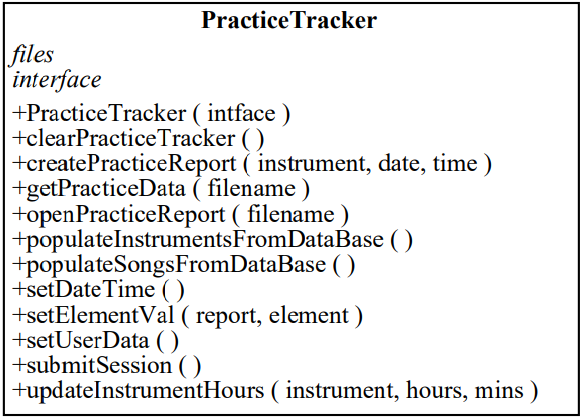 PracticeTracker
files
interface
+PracticeTracker ( intface )
+clearPracticeTracker ( )
+createPracticeReport ( instrument, date, time )
+getPracticeData ( filename )
+openPracticeReport ( filename )
+populateInstrumentsFromDataBase ( )
+populateSongsFromDataBase ( )
+setDateTime ( )
+setElementVal ( report, element )
+setUserData ( )
+submitSession ( )
+updateInstrumentHours ( instrument, hours, mins )